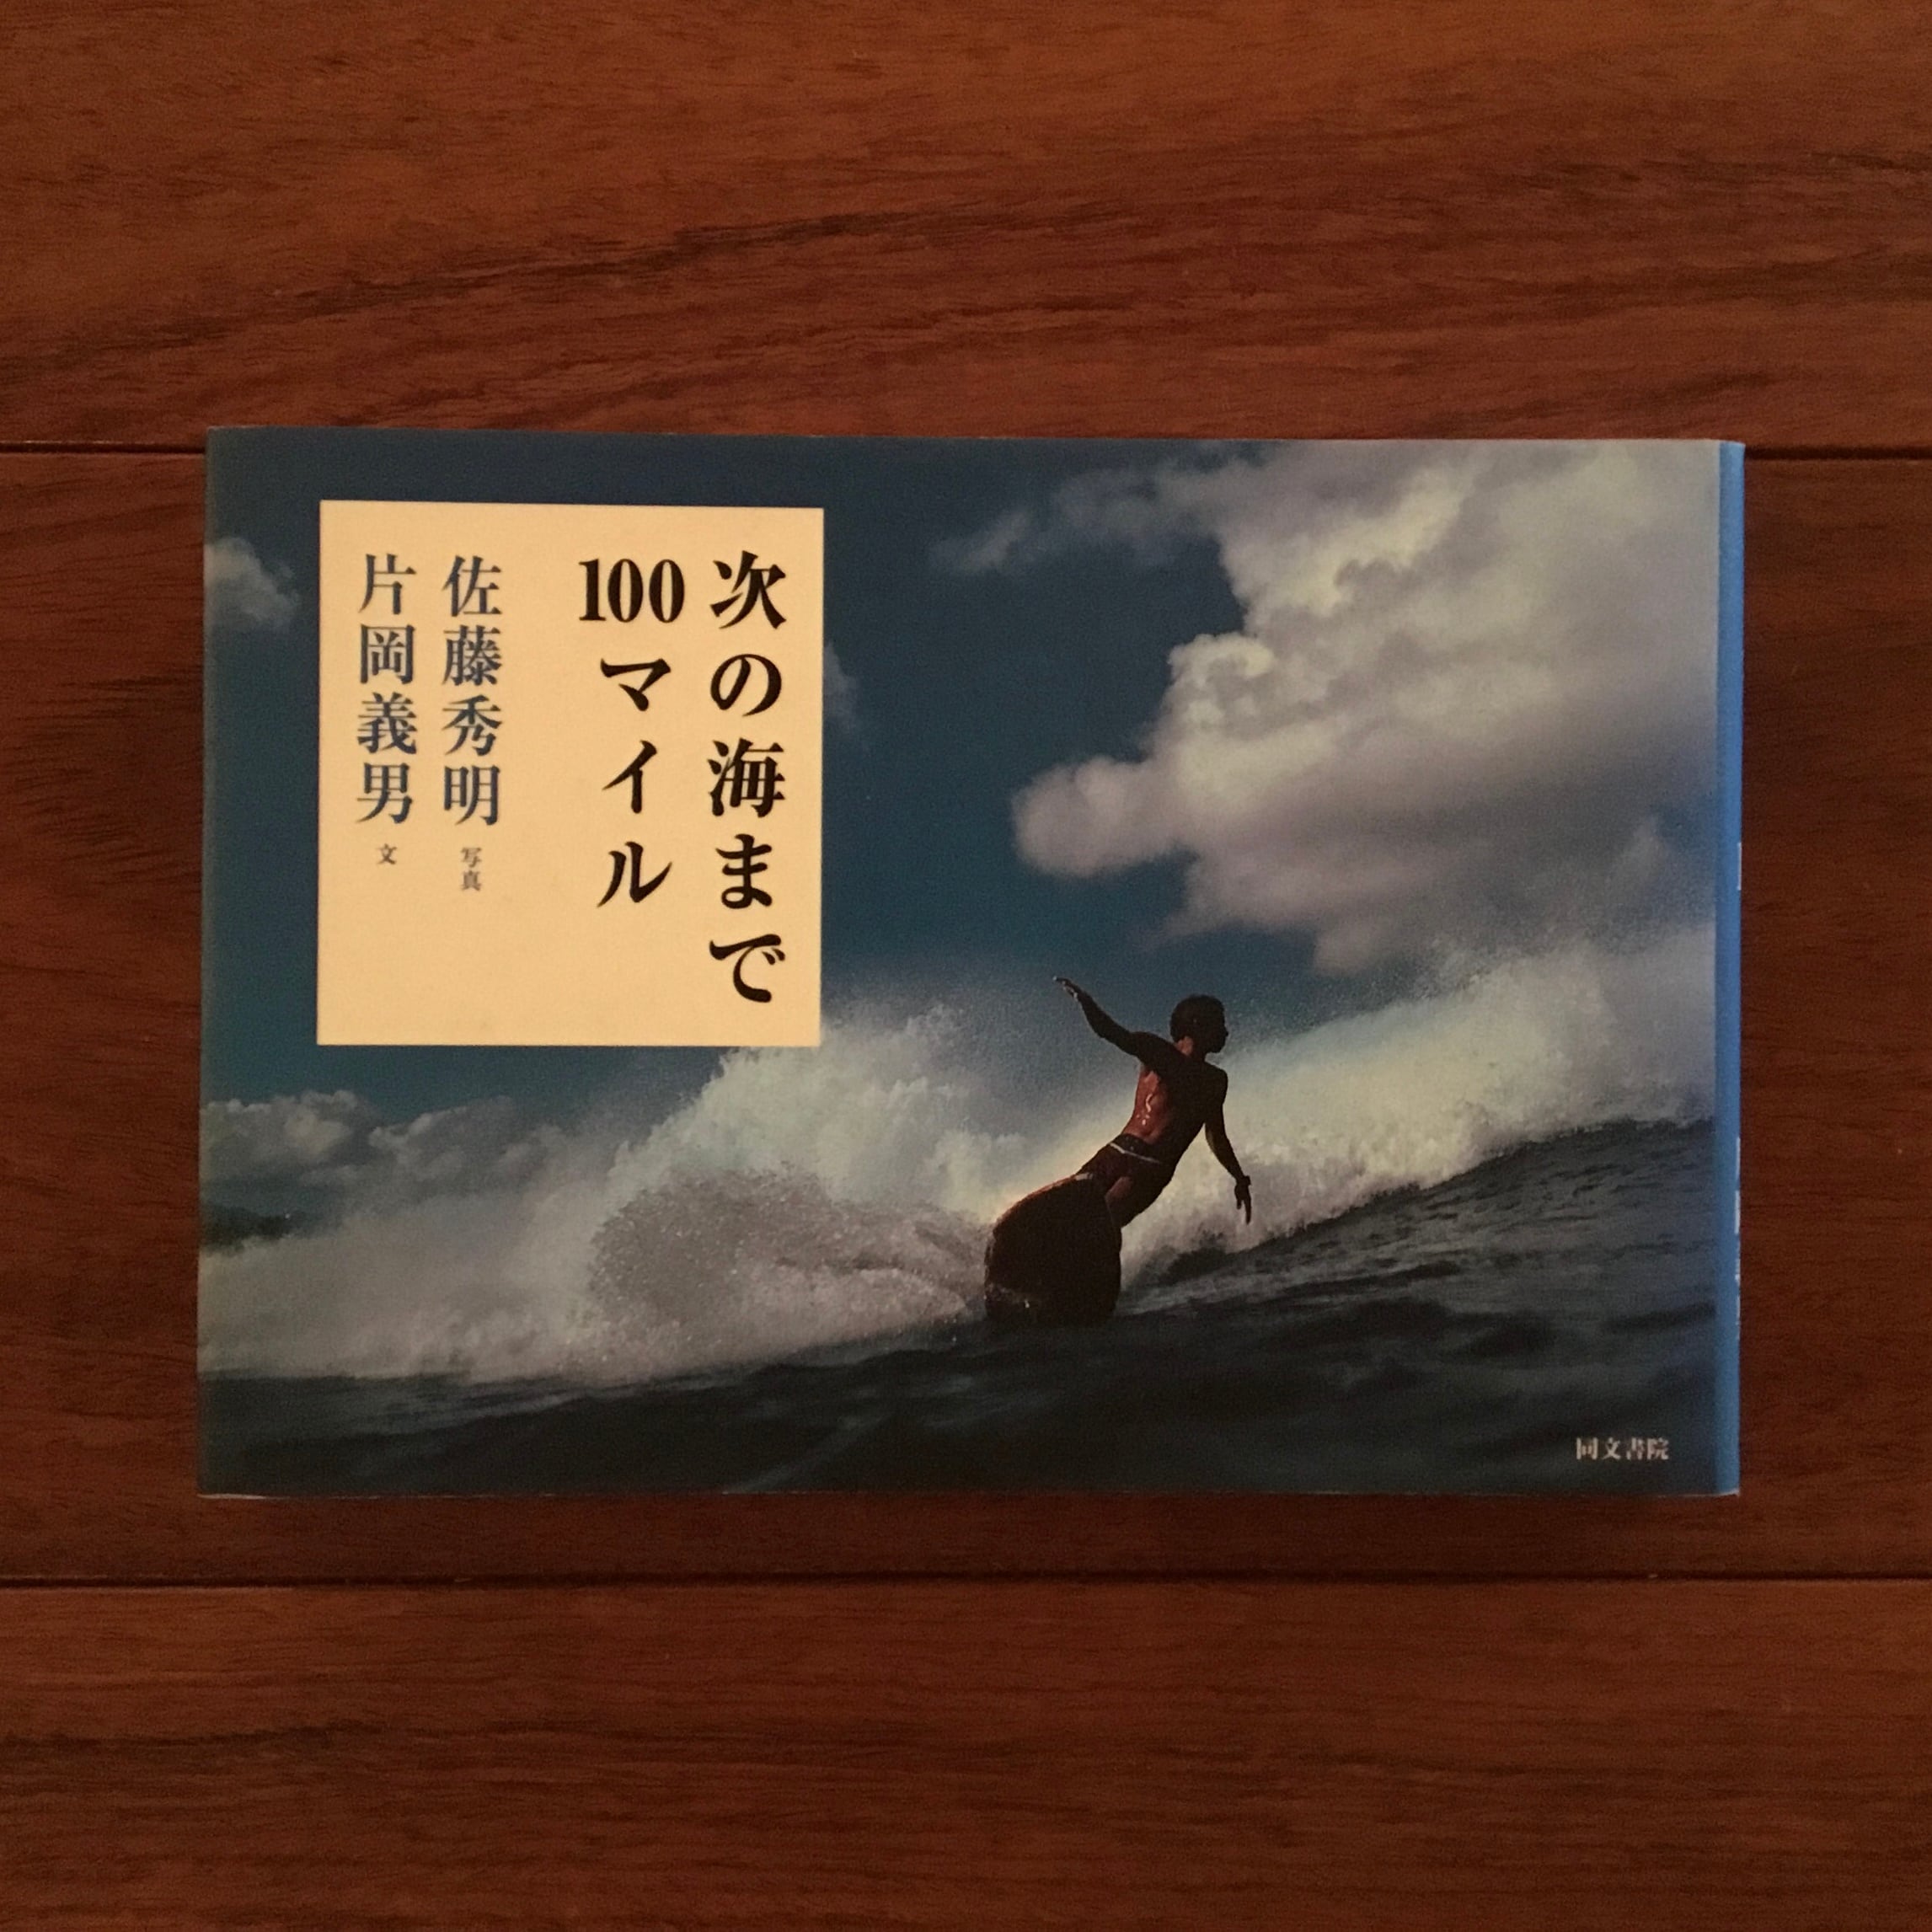 次の海まで
100マイル
佐藤秀明 写真
片岡義男 文
同文書院